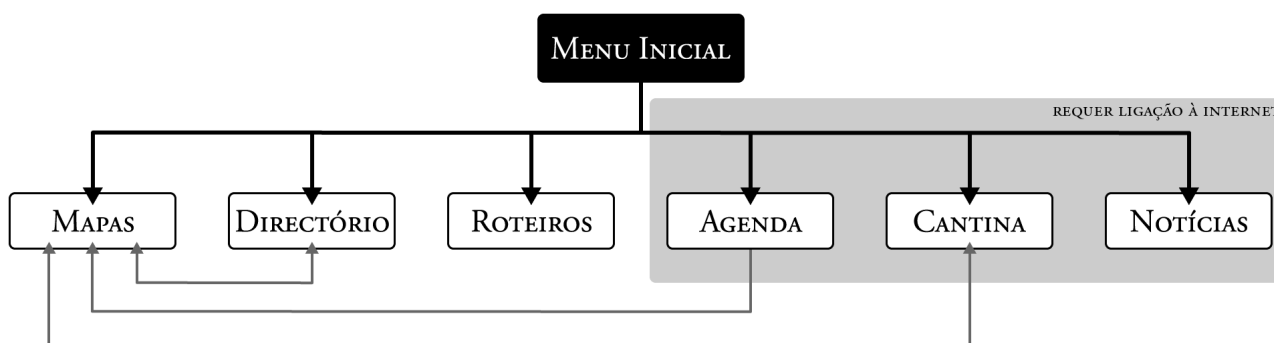 Menu Inicial
requer ligação à internet
Mapas
Directório
Roteiros
Agenda
Cantina
Notícias